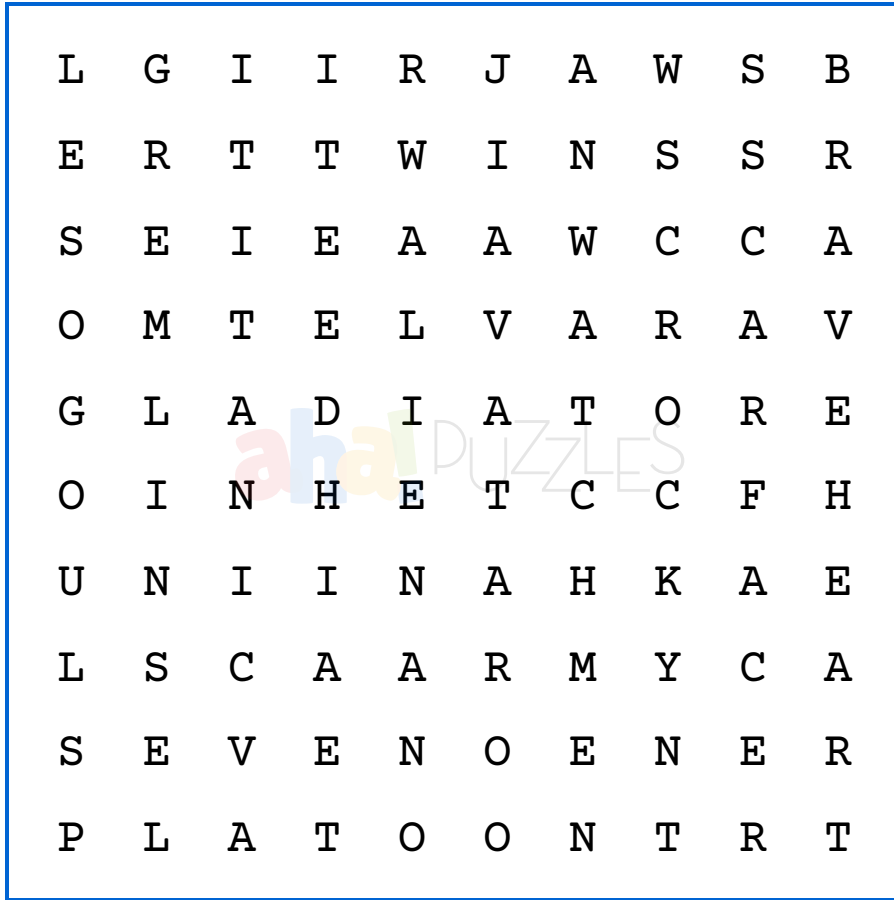 L G I I R J A W S B
E R T T W I N S S R
S E I E A A W C C A
O M T E L V A R A V
G L A D I A T O R E
aha! PUZZLES
O I N H E T C C F H
U N I I N A H K A E
L S C A A R M Y C A
S E V E N O E N E R
P L A T O O N T R T